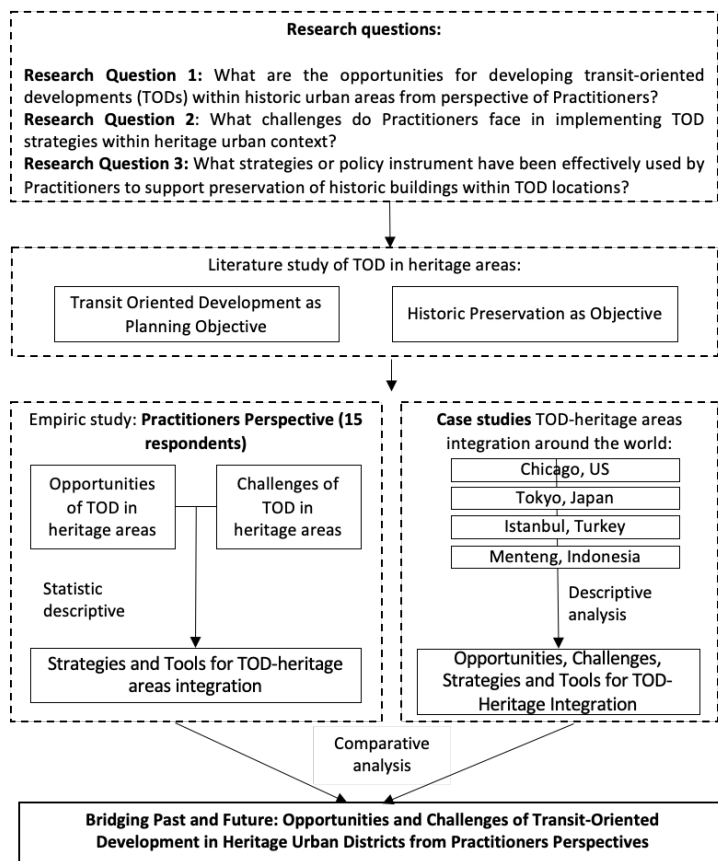 Research questions:
Research Question 1: What are the opportunities for developing transit-oriented
developments (TODs) within historic urban areas from perspective of Practitioners?
Research Question 2: What challenges do Practitioners face in implementing TOD
strategies within heritage urban context?
Research Question 3: What strategies or policy instrument have been effectively used by
Practitioners to support preservation of historic buildings within TOD locations?
Literature study of TOD in heritage areas:
Transit Oriented Development as
Planning Objective
Historic Preservation as Objective
Empiric study: Practitioners Perspective (15
respondents)
Opportunities
of TOD in
heritage areas
Challenges of
TOD in
heritage areas
Statistic
descriptive
Strategies and Tools for TOD-heritage
areas integration
Case studies TOD-heritage areas
integration around the world:
Chicago, US
Tokyo, Japan
Istanbul, Turkey
Menteng, Indonesia
Descriptive
analysis
Opportunities, Challenges,
Strategies and Tools for TOD-
Heritage Integration
Comparative
analysis
Bridging Past and Future: Opportunities and Challenges of Transit-Oriented
Development in Heritage Urban Districts from Practitioners Perspectives